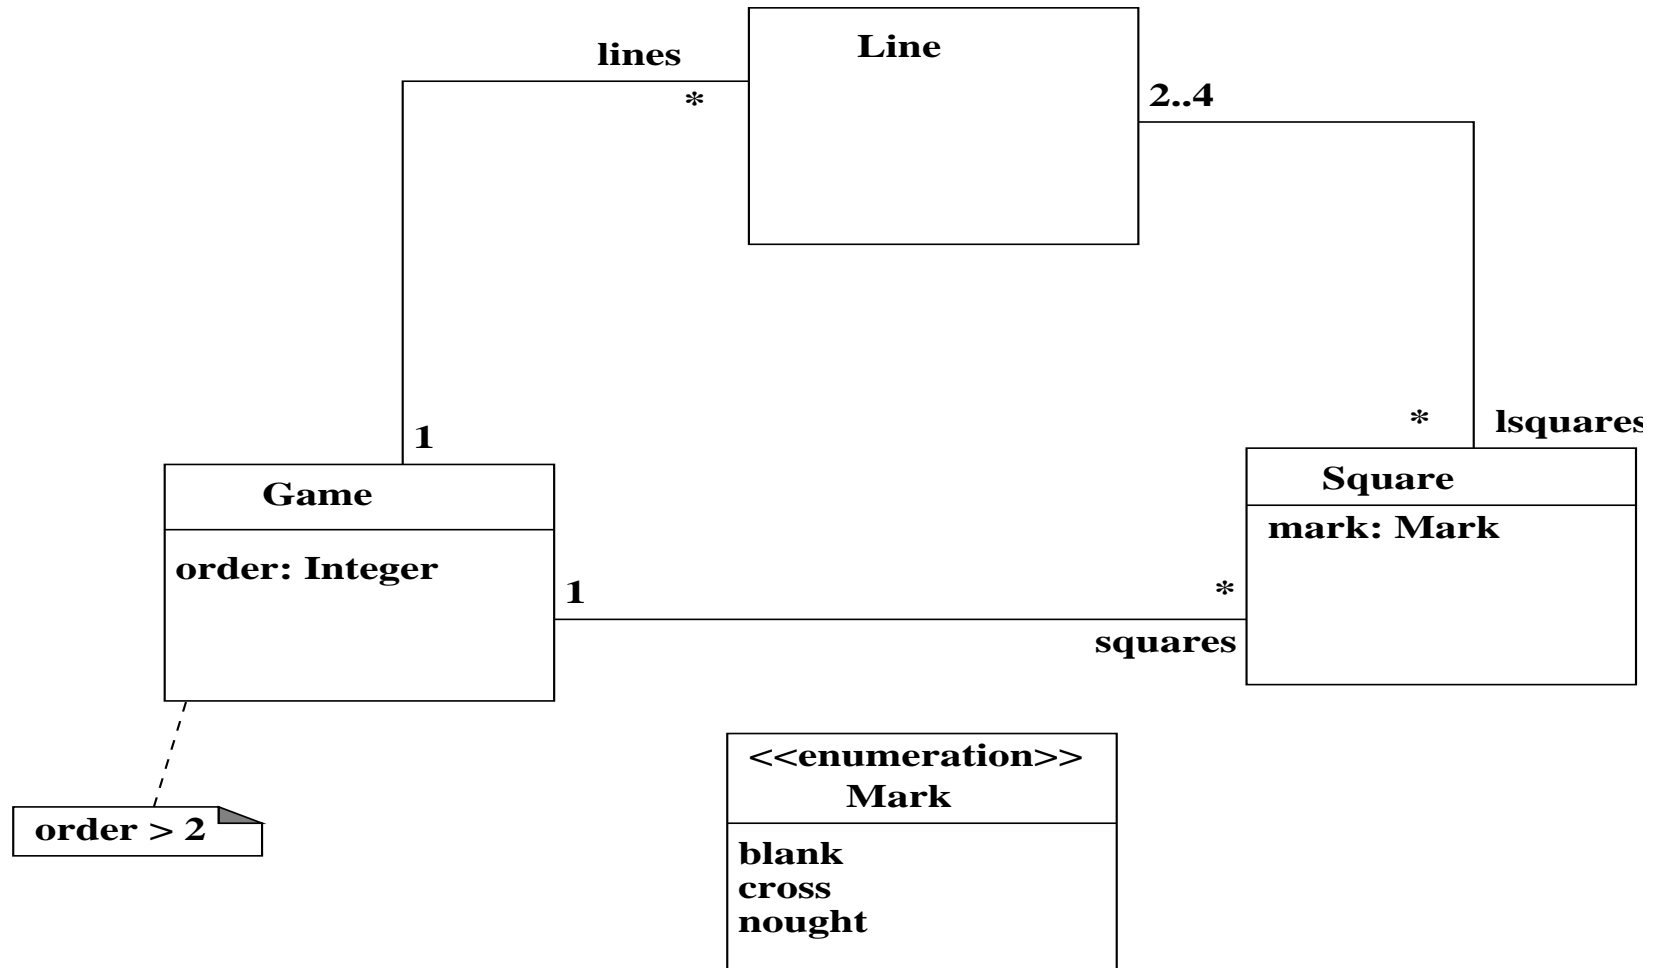 Line
lines
*
2..4
*
lsquares
1
Game
order: Integer
Square
mark: Mark
1
*
squares
order > 2
<<enumeration>>
Mark
blank
cross
nought